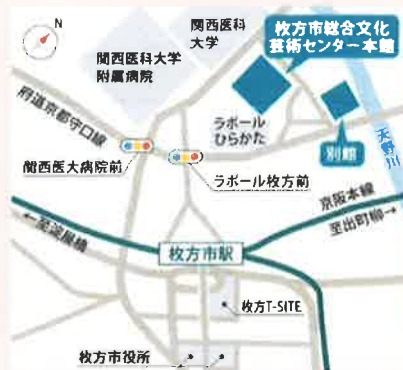 N
関西医科
大学
関西医科大学
附属病院
枚方市総合文化
芸術センター本館
府道京都守口線
ラポール
ひらかた
別館
天野川
関西医大病院前
ラポール枚方前
京阪本線
至出町柳→
←至淀屋橋
枚方市駅
枚方T-SITE
枚方市役所